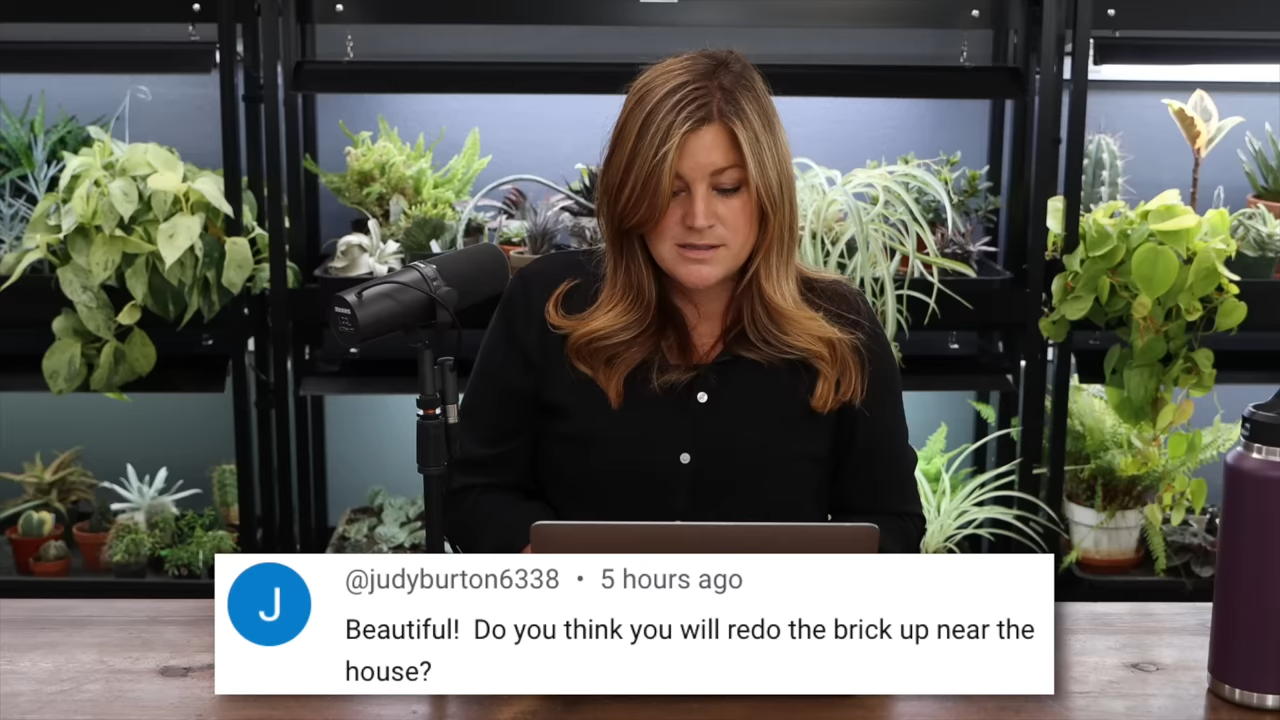 J
@judyburton6338 • 5 hours ago
Beautiful!  Do you think you will redo the brick up near the
house?